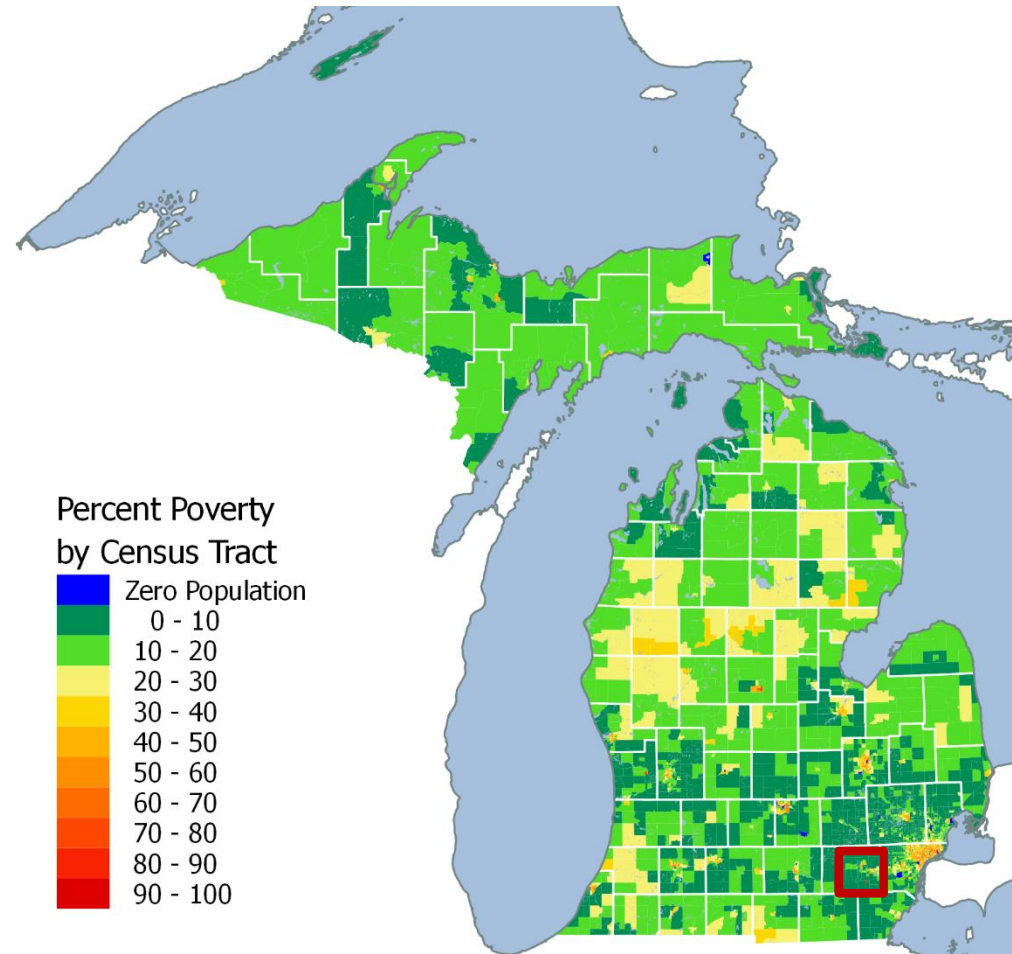 Percent Poverty
by Census Tract
Zero Population
0 - 10
10 - 20
20 - 30
30 - 40
40 - 50
50 - 60
60 - 70
70 - 80
80 - 90
90 - 100